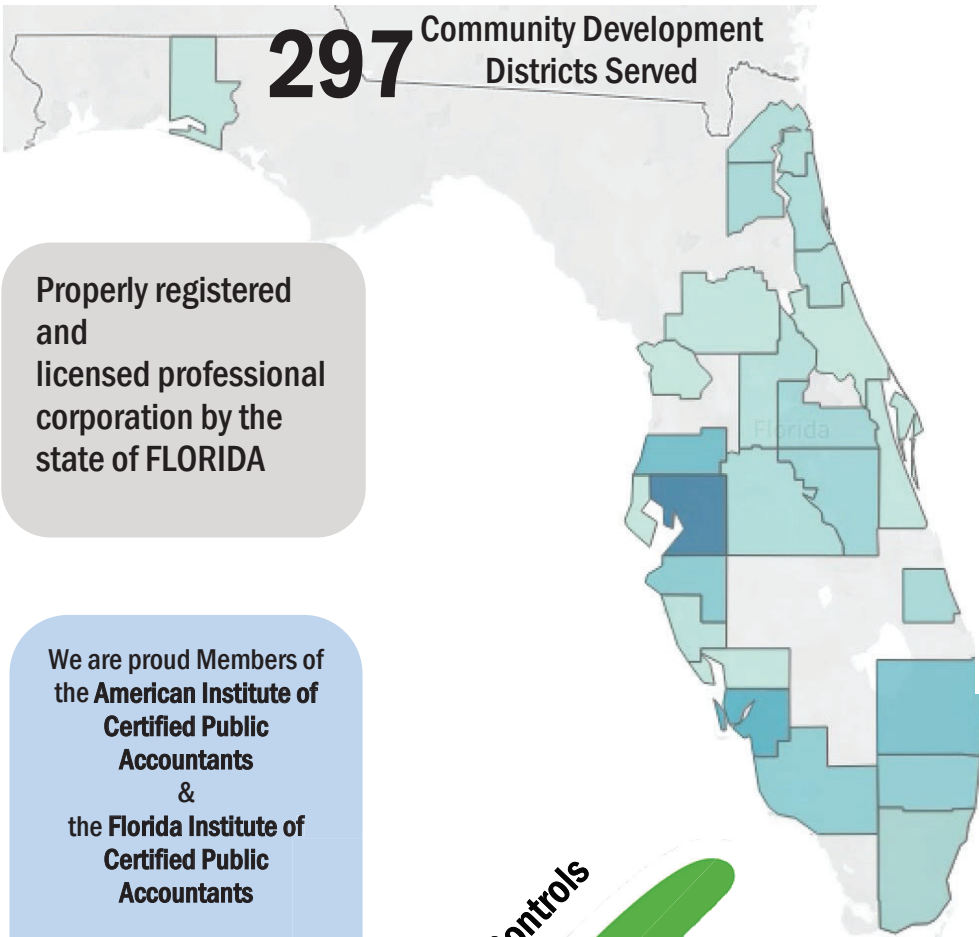 297
Community Development
Districts Served
Properly registered
and
licensed professional
corporation by the
state of FLORIDA
Florida
We are proud Members of
the American Institute of
Certified Public
Accountants
&
the Florida Institute of
Certified Public
Accountants